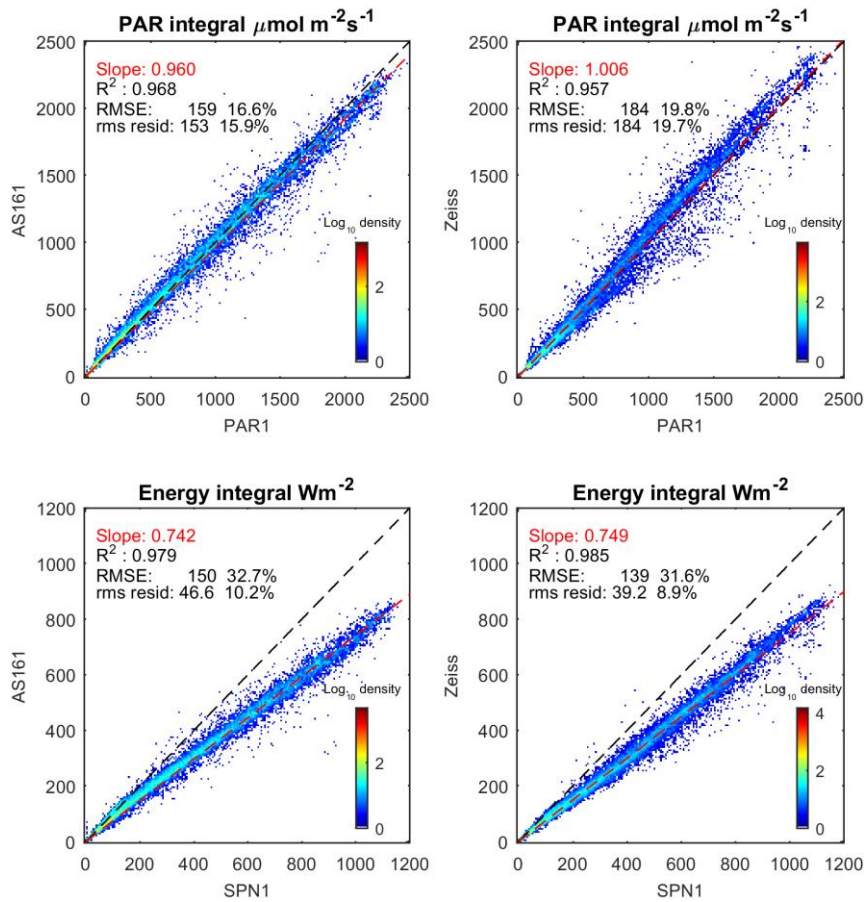 PAR integral μmol m⁻²s⁻¹
2500
2000
1500
1000
500
0
AS161
Slope: 0.960
R² : 0.968
RMSE: 159 16.6%
rms resid: 153 15.9%
Log₁₀ density
2
0
0 500 1000 1500 2000 2500
PAR1
PAR integral μmol m⁻²s⁻¹
2500
2000
1500
1000
500
0
Zeiss
Slope: 1.006
R² : 0.957
RMSE: 184 19.8%
rms resid: 184 19.7%
Log₁₀ density
2
0
0 500 1000 1500 2000 2500
PAR1
Energy integral Wm⁻²
1200
1000
800
600
400
200
0
AS161
Slope: 0.742
R² : 0.979
RMSE: 150 32.7%
rms resid: 46.6 10.2%
Log₁₀ density
2
0
0 200 400 600 800 1000 1200
SPN1
Energy integral Wm⁻²
1200
1000
800
600
400
200
0
Zeiss
Slope: 0.749
R² : 0.985
RMSE: 139 31.6%
rms resid: 39.2 8.9%
Log₁₀ density
4
2
0
0 200 400 600 800 1000 1200
SPN1